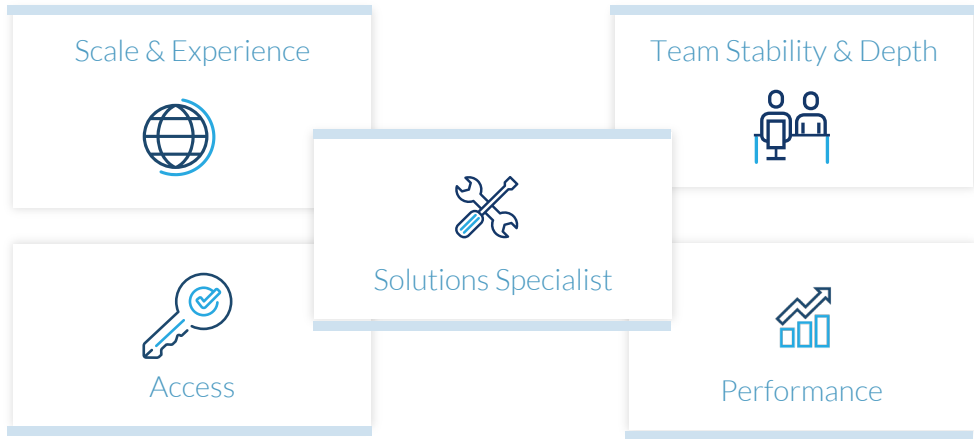 Scale & Experience
Team Stability & Depth
Solutions Specialist
Access
Performance